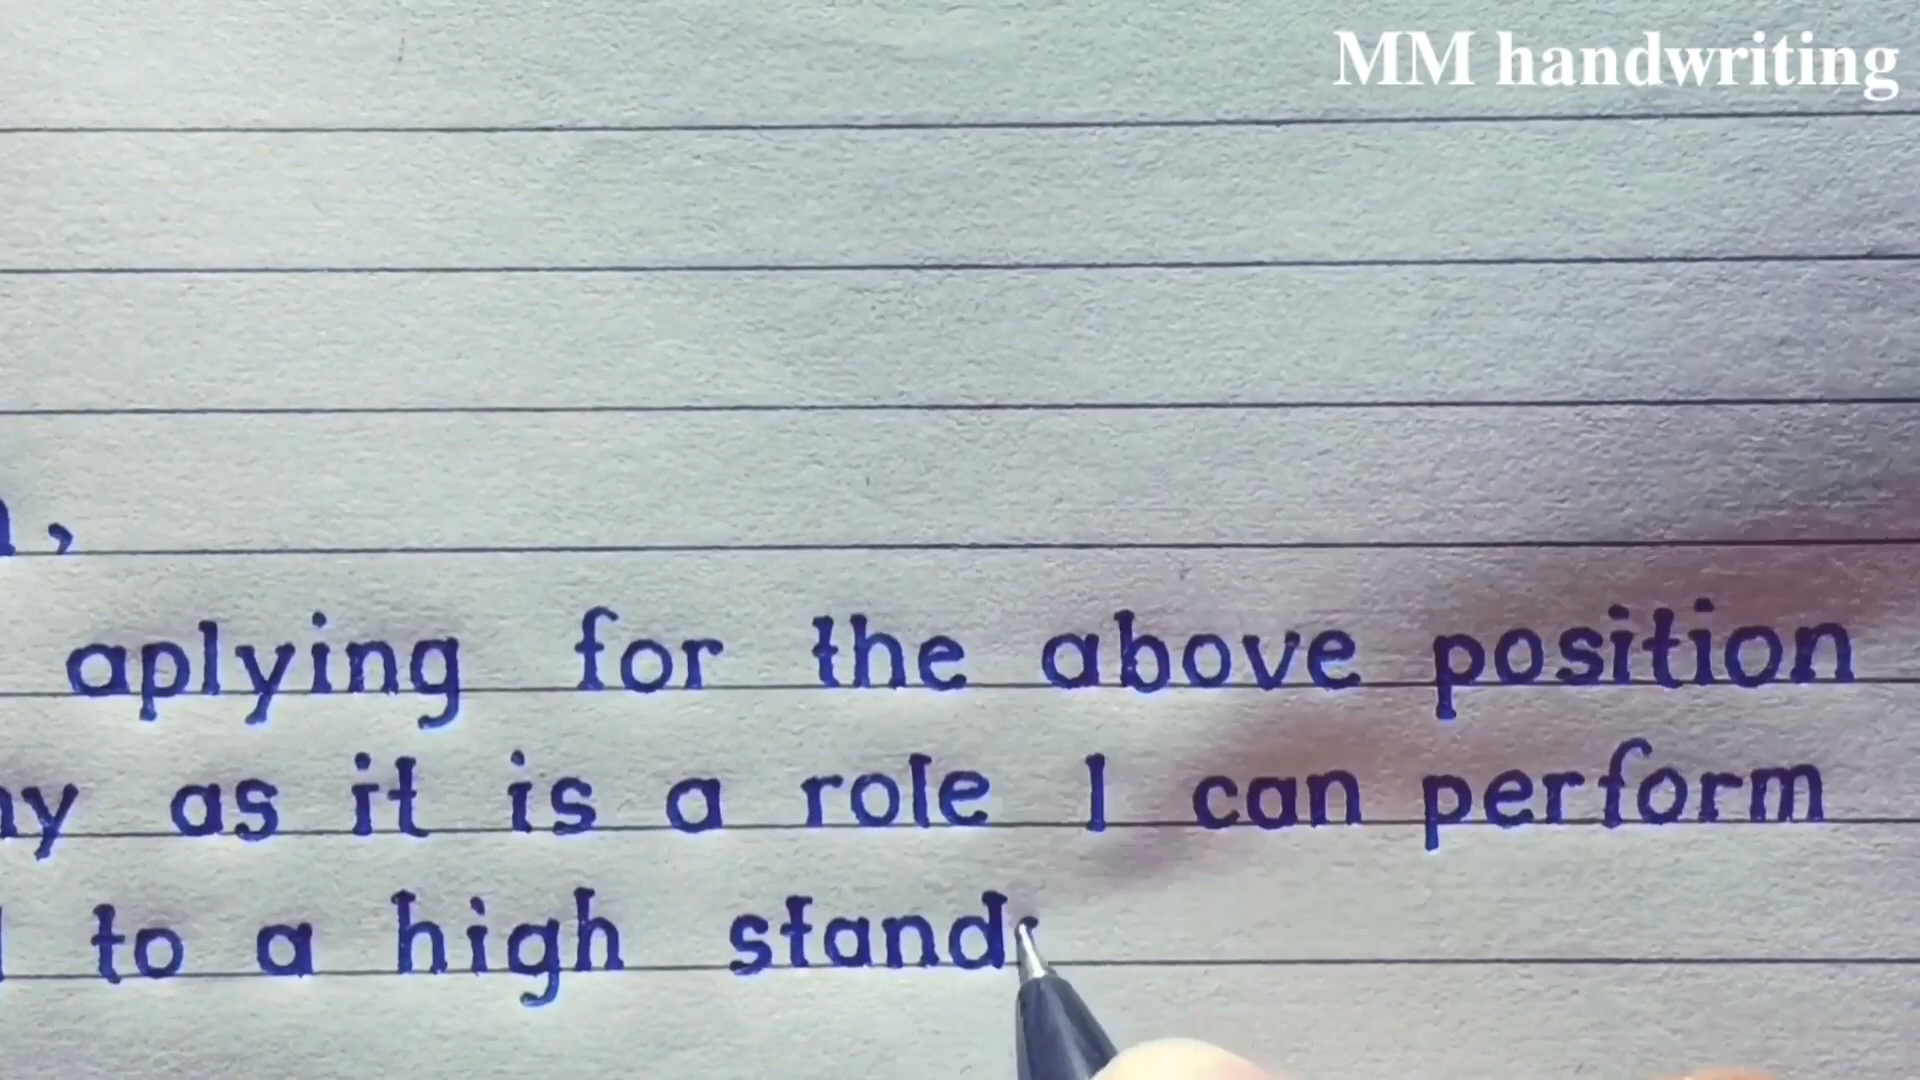 MM handwriting
,
aplying for the above position
as it is a role I can perform
to a high stand